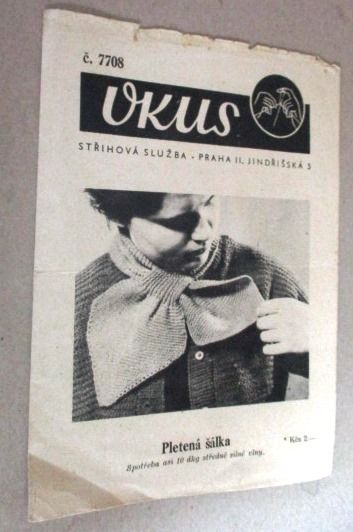 č. 7708
VKUS
STŘIHOVÁ SLUŽBA - PRAHA II, JINDŘIŠSKÁ 5
Pletená šálka
* Kčs 2.—
Spotřeba asi 10 dkg středně silné vlny.